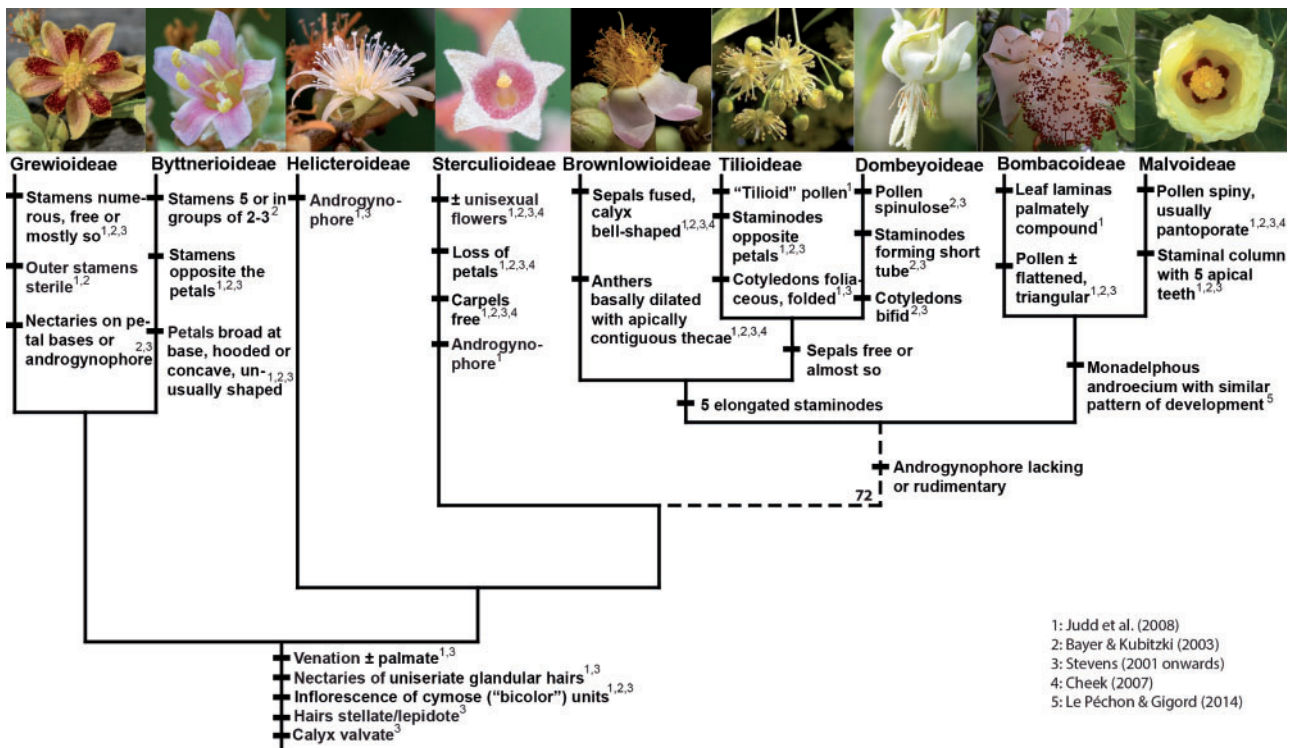 Grewioideae
Stamens nume-
rous, free or
mostly so1,2,3
Outer stamens
sterile1,2
Nectaries on pe-
tal bases or
androgynophore2,3
Byttnerioideae
Stamens 5 or in
groups of 2-32
Stamens
opposite the
petals1,2,3
Petals broad at
base, hooded or
concave, un-
usually shaped1,2,3
Helicteroideae
Androgyno-
phore1,3
Sterculioideae
± unisexual
flowers1,2,3,4
Loss of
petals1,2,3,4
Carpels
free1,2,3,4
Androgyno-
phore1
Brownlowioideae
Sepals fused,
calyx
bell-shaped1,2,3,4
Anthers
basally dilated
with apically
contiguous thecae1,2,3,4
Tilioideae
“Tilioid” pollen1
Staminodes
opposite
petals1,2,3
Cotyledons folia-
ceous, folded1,3
Dombeyoideae
Pollen
spinulose2,3
Staminodes
forming short
tube2,3
Cotyledons
bifid2,3
Bombacoideae
Leaf laminas
palmately
compound1
Pollen ±
flattened,
triangular1,2,3
Malvoideae
Pollen spiny,
usually
pantoporate1,2,3,4
Staminal column
with 5 apical
teeth1,2,3
Sepals free or
almost so
Monadelphous
androecium with similar
pattern of development5
5 elongated staminodes
Androgynophore lacking
or rudimentary
72
Venation ± palmate1,3
Nectaries of uniseriate glandular hairs1,3
Inflorescence of cymose (“bicolor”) units1,2,3
Hairs stellate/lepidote3
Calyx valvate3
1: Judd et al. (2008)
2: Bayer & Kubitzki (2003)
3: Stevens (2001 onwards)
4: Cheek (2007)
5: Le Péchon & Gigord (2014)